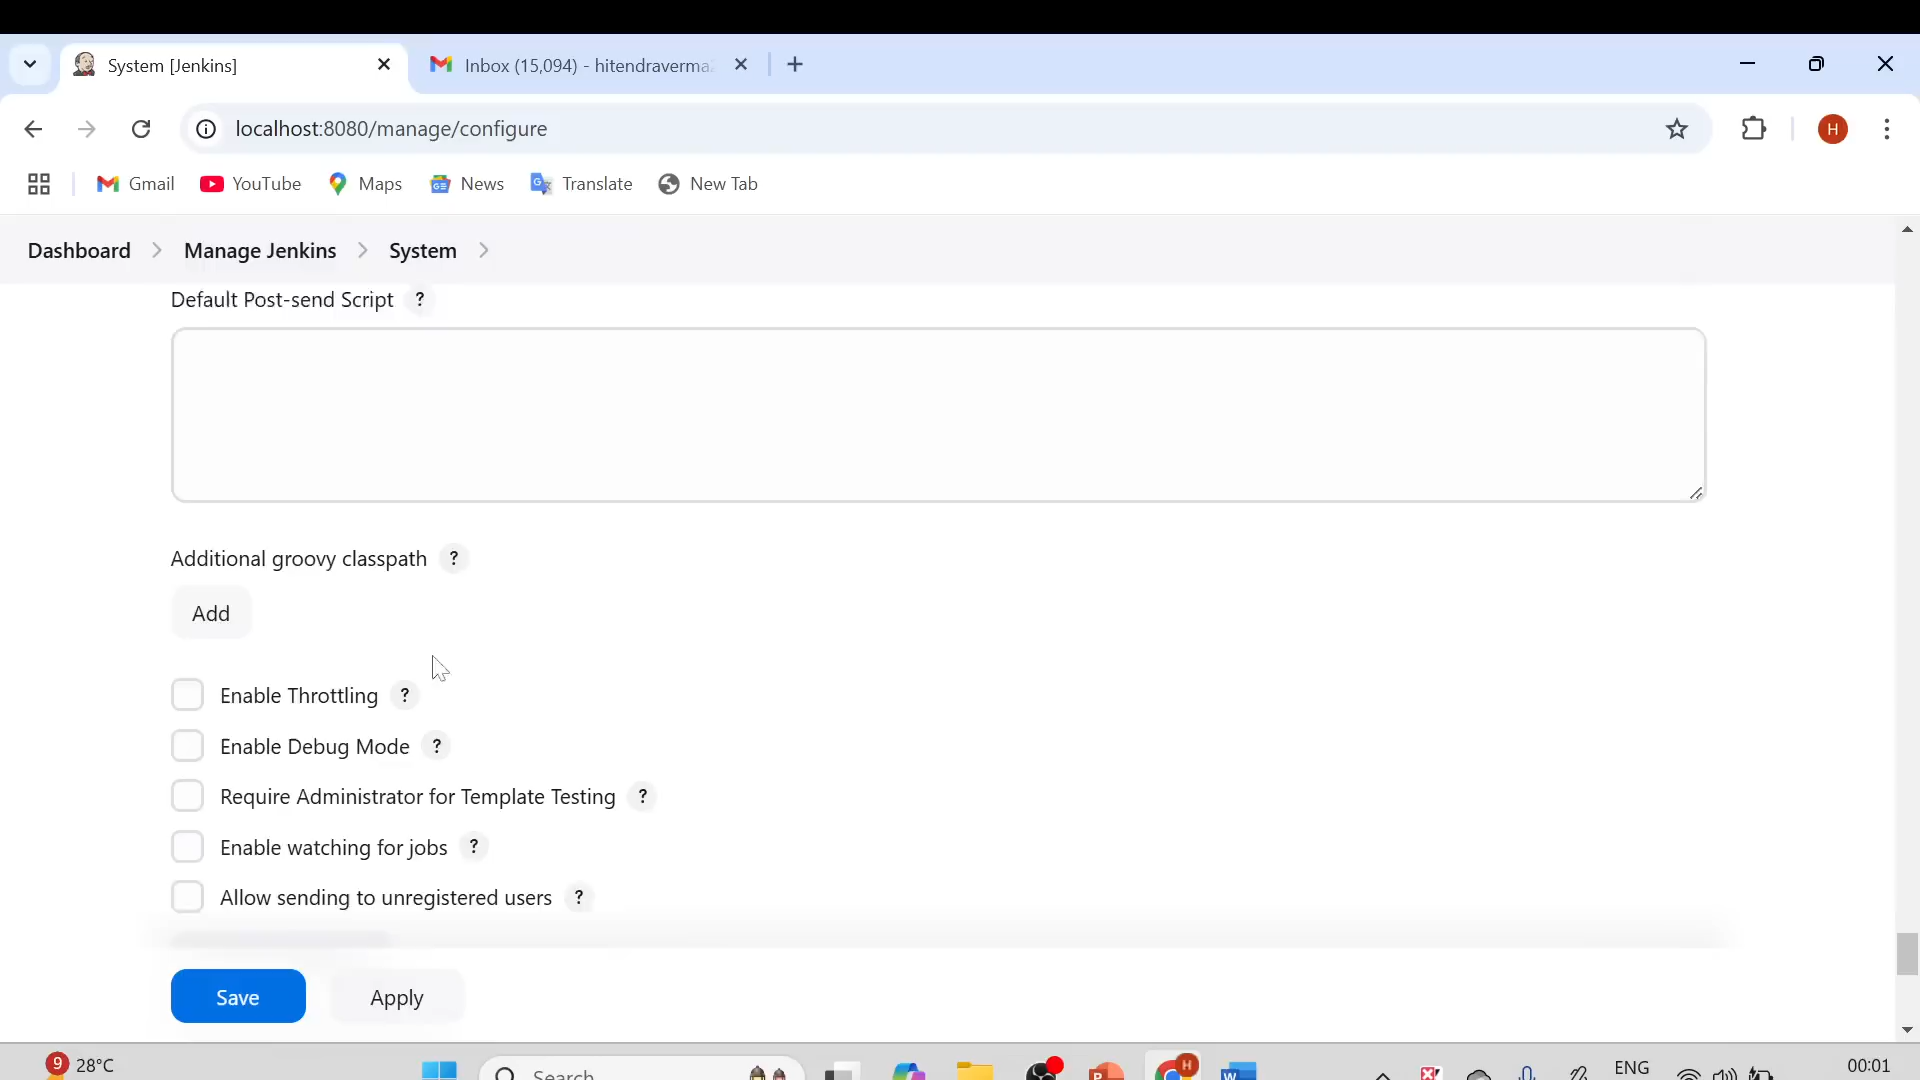 System [Jenkins]
Inbox (15,094) - hitendraverma
localhost:8080/manage/configure
H
Gmail
YouTube
Maps
News
Translate
New Tab
Dashboard
Manage Jenkins
System
Default Post-send Script ?
Additional groovy classpath ?
Add
Enable Throttling ?
Enable Debug Mode ?
Require Administrator for Template Testing ?
Enable watching for jobs ?
Allow sending to unregistered users ?
Save
Apply
9
28°C
Search
H
ENG
00:01